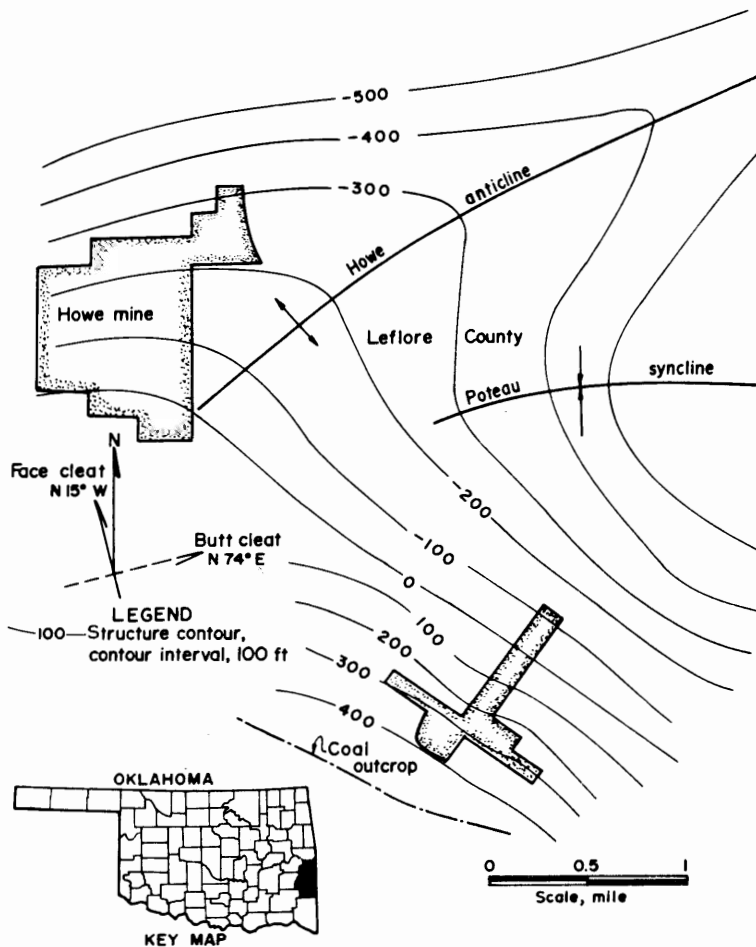 -500
-400
-300
anticline
Howe
Howe mine
Leflore County
syncline
Poteau
N
Face cleat
N 15° W
-200
Butt cleat
N 74° E
-100
0
LEGEND
100 Structure contour,
contour interval, 100 ft
100
200
300
400
Coal
outcrop
OKLAHOMA
0 0.5 1
Scale, mile
KEY MAP